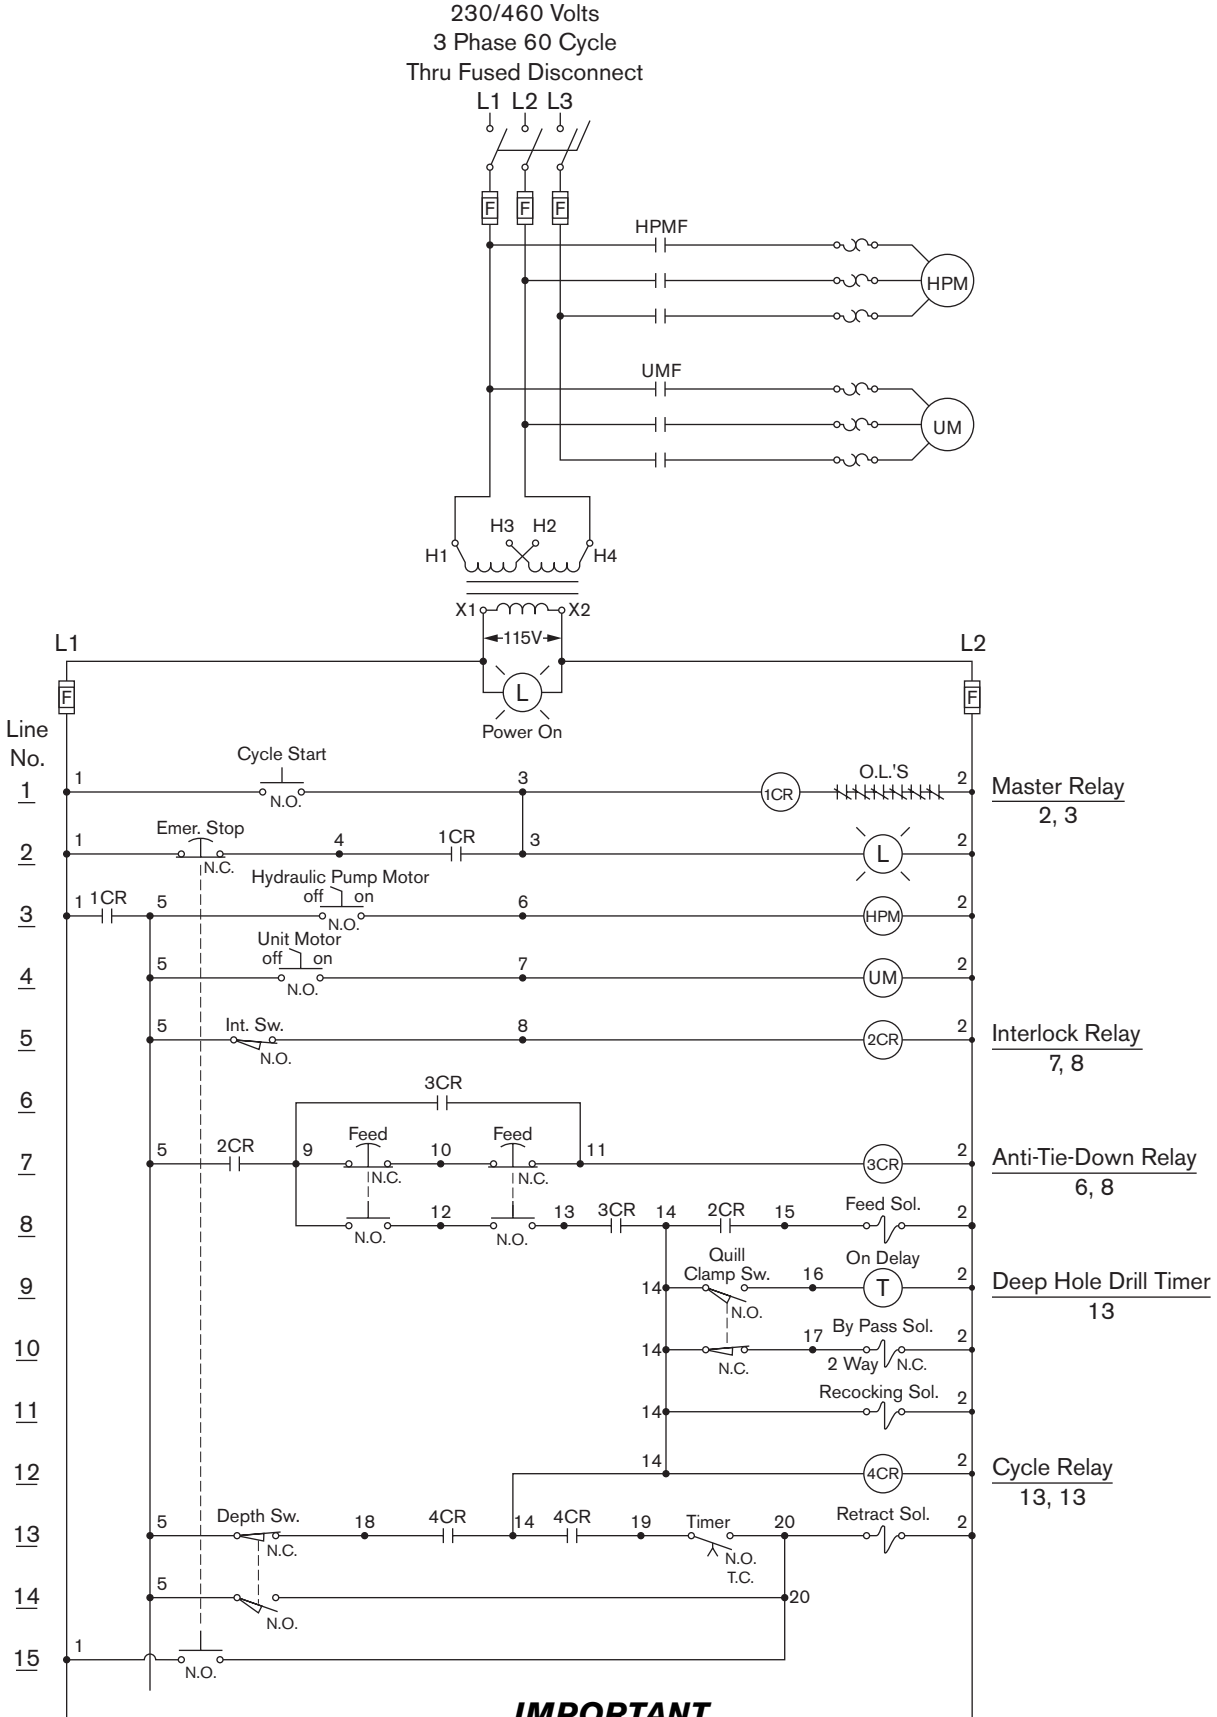 230/460 Volts
3 Phase 60 Cycle
Thru Fused Disconnect
L1 L2 L3
F F F
HPMF
HPM
UMF
UM
H3 H2
H1 H4
X1 X2
115V
L1 L2
L
F F
Power On
Line
No.
Cycle Start
O.L.'S
1 1 N.O. 3 1CR 2 Master Relay
2, 3
Emer. Stop
2 1 N.C. 4 1CR 3 L 2
Hydraulic Pump Motor
off on
3 1 1CR 5 N.O. 6 HPM 2
Unit Motor
off on
4 5 N.O. 7 UM 2
Int. Sw.
5 5 N.O. 8 2CR 2 Interlock Relay
7, 8
6 3CR
Feed Feed
7 5 2CR 9 N.C. 10 N.C. 11 3CR 2 Anti-Tie-Down Relay
6, 8
Feed Sol.
8 N.O. 12 N.O. 13 3CR 14 2CR 15 2
Quill
Clamp Sw.
On Delay
9 14 N.O. 16 T 2 Deep Hole Drill Timer
13
By Pass Sol.
10 14 N.C. 17 2 Way N.C. 2
Recocking Sol.
11 14 2
12 14 4CR 2 Cycle Relay
13, 13
Depth Sw.
Retract Sol.
13 5 N.C. 18 4CR 14 4CR 19 Timer N.O. 20 2
T.C.
14 5 N.O. 20
15 1 N.O.
IMPORTANT